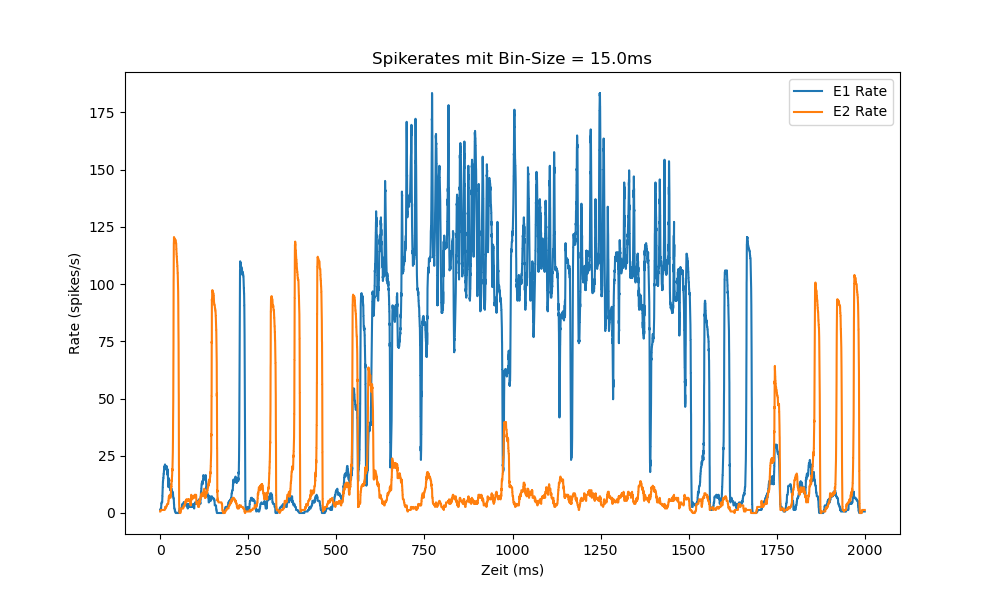 Spikerates mit Bin-Size = 15.0ms
E1 Rate
E2 Rate
175
150
125
100
75
50
25
0
Rate (spikes/s)
0 250 500 750 1000 1250 1500 1750 2000
Zeit (ms)